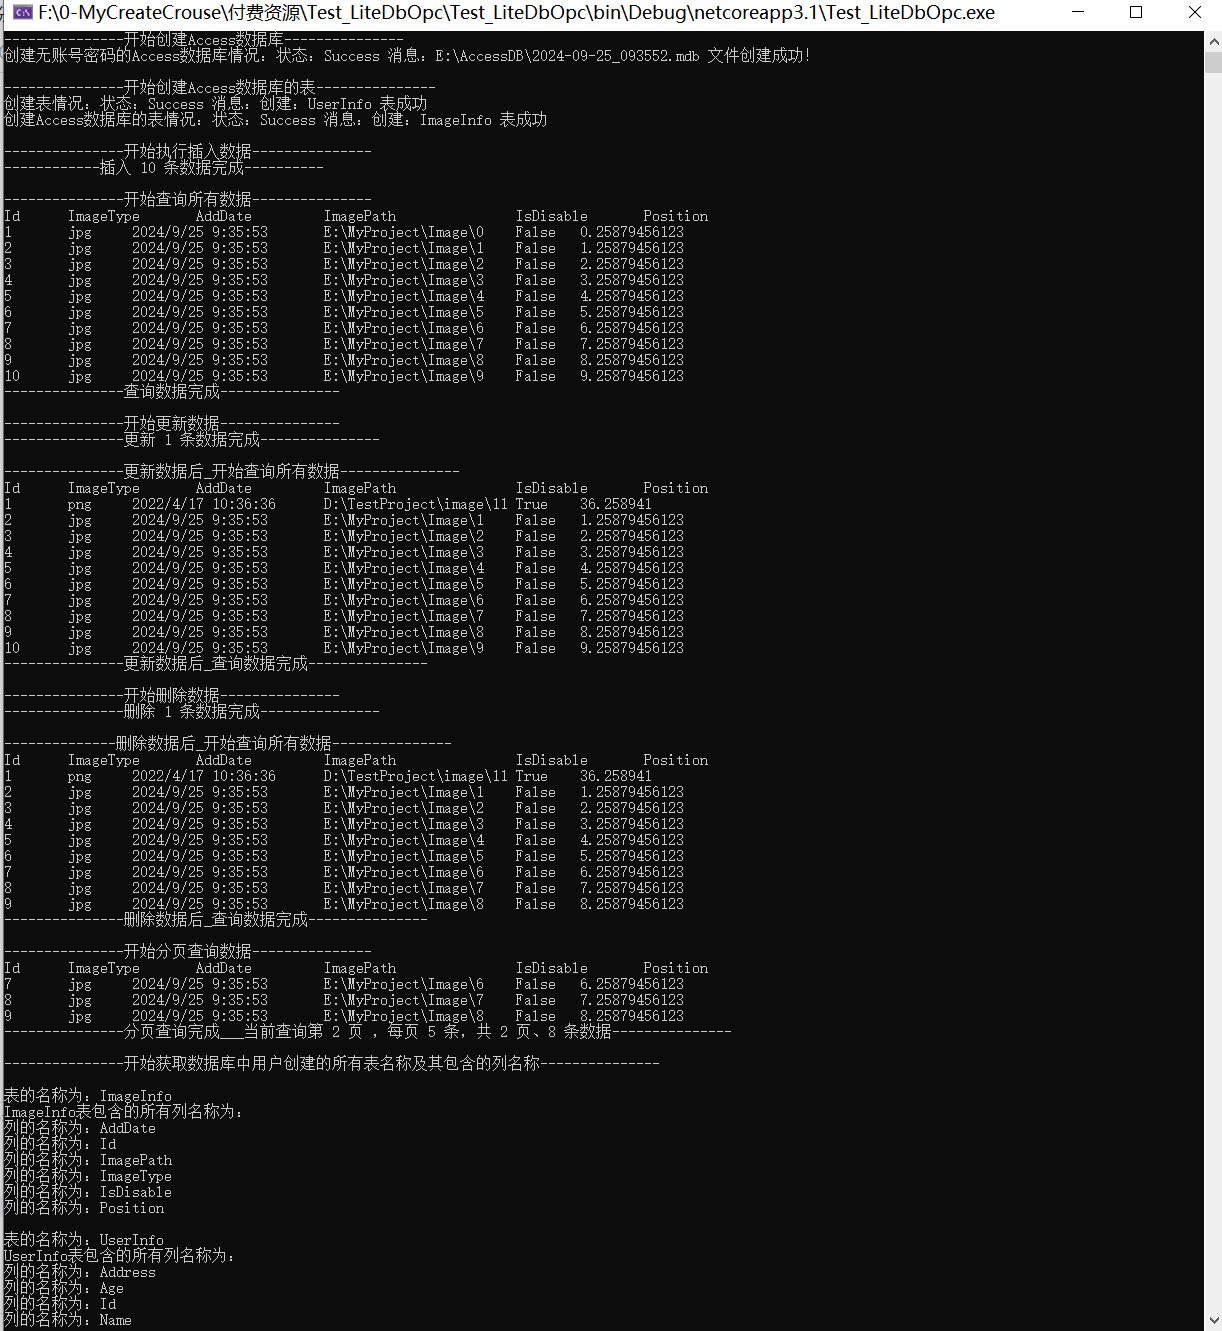 F:\0-MyCreateCrouse\付费资源\Test_LiteDbOpc\Test_LiteDbOpc\bin\Debug\netcoreapp3.1\Test_LiteDbOpc.exe
---------------开始创建Access数据库---------------
创建无账号密码的Access数据库情况：状态：Success 消息：E:\AccessDB\2024-09-25_093552.mdb 文件创建成功!
---------------开始创建Access数据库的表---------------
创建表情况：状态：Success 消息：创建：UserInfo 表成功
创建Access数据库的表情况：状态：Success 消息：创建：ImageInfo 表成功
---------------开始执行插入数据---------------
------------插入 10 条数据完成----------
---------------开始查询所有数据---------------
Id ImageType AddDate ImagePath IsDisable Position
1 jpg 2024/9/25 9:35:53 E:\MyProject\Image\0 False 0.25879456123
2 jpg 2024/9/25 9:35:53 E:\MyProject\Image\1 False 1.25879456123
3 jpg 2024/9/25 9:35:53 E:\MyProject\Image\2 False 2.25879456123
4 jpg 2024/9/25 9:35:53 E:\MyProject\Image\3 False 3.25879456123
5 jpg 2024/9/25 9:35:53 E:\MyProject\Image\4 False 4.25879456123
6 jpg 2024/9/25 9:35:53 E:\MyProject\Image\5 False 5.25879456123
7 jpg 2024/9/25 9:35:53 E:\MyProject\Image\6 False 6.25879456123
8 jpg 2024/9/25 9:35:53 E:\MyProject\Image\7 False 7.25879456123
9 jpg 2024/9/25 9:35:53 E:\MyProject\Image\8 False 8.25879456123
10 jpg 2024/9/25 9:35:53 E:\MyProject\Image\9 False 9.25879456123
---------------查询数据完成---------------
---------------开始更新数据---------------
---------------更新 1 条数据完成---------------
---------------更新数据后_开始查询所有数据---------------
Id ImageType AddDate ImagePath IsDisable Position
1 png 2022/4/17 10:36:36 D:\TestProject\image\11 True 36.258941
2 jpg 2024/9/25 9:35:53 E:\MyProject\Image\1 False 1.25879456123
3 jpg 2024/9/25 9:35:53 E:\MyProject\Image\2 False 2.25879456123
4 jpg 2024/9/25 9:35:53 E:\MyProject\Image\3 False 3.25879456123
5 jpg 2024/9/25 9:35:53 E:\MyProject\Image\4 False 4.25879456123
6 jpg 2024/9/25 9:35:53 E:\MyProject\Image\5 False 5.25879456123
7 jpg 2024/9/25 9:35:53 E:\MyProject\Image\6 False 6.25879456123
8 jpg 2024/9/25 9:35:53 E:\MyProject\Image\7 False 7.25879456123
9 jpg 2024/9/25 9:35:53 E:\MyProject\Image\8 False 8.25879456123
10 jpg 2024/9/25 9:35:53 E:\MyProject\Image\9 False 9.25879456123
---------------更新数据后_查询数据完成---------------
---------------开始删除数据---------------
---------------删除 1 条数据完成---------------
--------------删除数据后_开始查询所有数据---------------
Id ImageType AddDate ImagePath IsDisable Position
1 png 2022/4/17 10:36:36 D:\TestProject\image\11 True 36.258941
2 jpg 2024/9/25 9:35:53 E:\MyProject\Image\1 False 1.25879456123
3 jpg 2024/9/25 9:35:53 E:\MyProject\Image\2 False 2.25879456123
4 jpg 2024/9/25 9:35:53 E:\MyProject\Image\3 False 3.25879456123
5 jpg 2024/9/25 9:35:53 E:\MyProject\Image\4 False 4.25879456123
6 jpg 2024/9/25 9:35:53 E:\MyProject\Image\5 False 5.25879456123
7 jpg 2024/9/25 9:35:53 E:\MyProject\Image\6 False 6.25879456123
8 jpg 2024/9/25 9:35:53 E:\MyProject\Image\7 False 7.25879456123
9 jpg 2024/9/25 9:35:53 E:\MyProject\Image\8 False 8.25879456123
---------------删除数据后_查询数据完成---------------
---------------开始分页查询数据---------------
Id ImageType AddDate ImagePath IsDisable Position
7 jpg 2024/9/25 9:35:53 E:\MyProject\Image\6 False 6.25879456123
8 jpg 2024/9/25 9:35:53 E:\MyProject\Image\7 False 7.25879456123
9 jpg 2024/9/25 9:35:53 E:\MyProject\Image\8 False 8.25879456123
---------------分页查询完成___当前查询第 2 页 ，每页 5 条，共 2 页、8 条数据---------------
---------------开始获取数据库中用户创建的所有表名称及其包含的列名称---------------
表的名称为：ImageInfo
ImageInfo表包含的所有列名称为：
列的名称为：AddDate
列的名称为：Id
列的名称为：ImagePath
列的名称为：ImageType
列的名称为：IsDisable
列的名称为：Position
表的名称为：UserInfo
UserInfo表包含的所有列名称为：
列的名称为：Address
列的名称为：Age
列的名称为：Id
列的名称为：Name